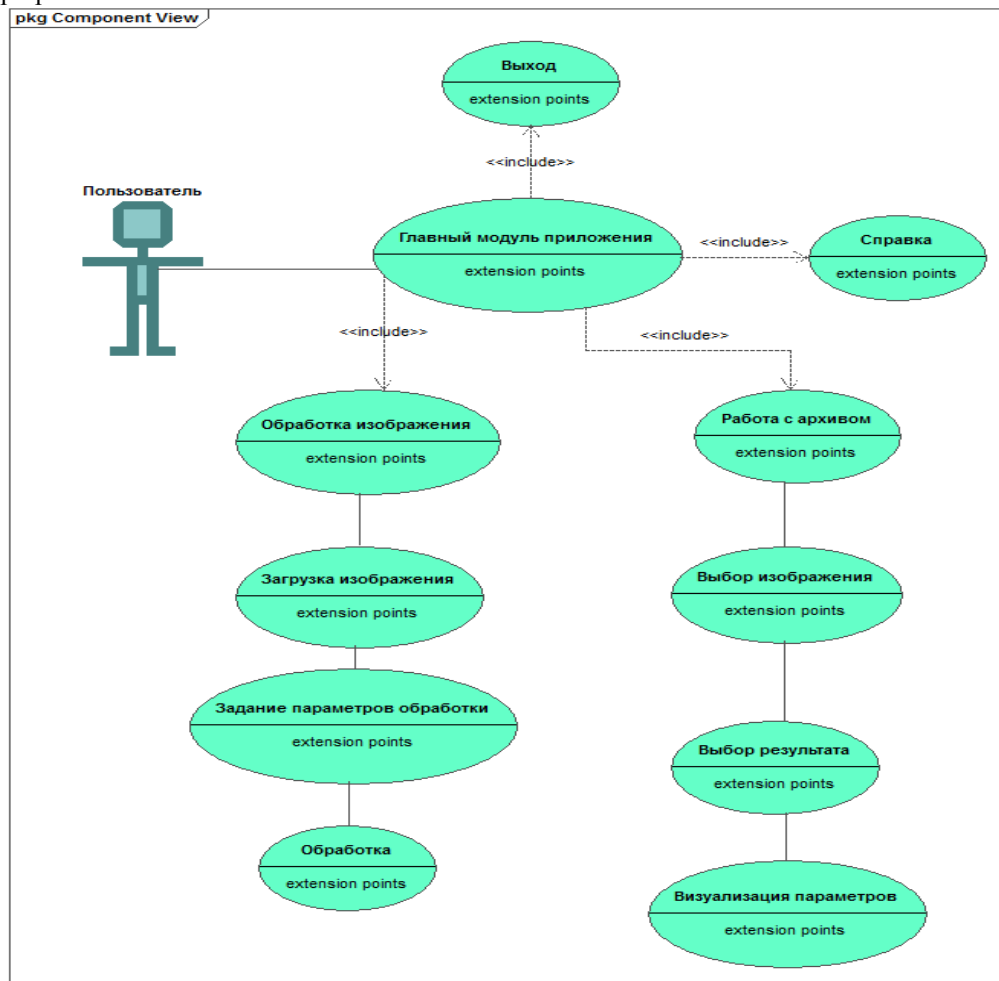 pkg Component View
Выход
extension points
<<include>>
Пользователь
Главный модуль приложения
extension points
<<include>>
Справка
extension points
<<include>>
<<include>>
Обработка изображения
extension points
Работа с архивом
extension points
Загрузка изображения
extension points
Выбор изображения
extension points
Задание параметров обработки
extension points
Выбор результата
extension points
Обработка
extension points
Визуализация параметров
extension points